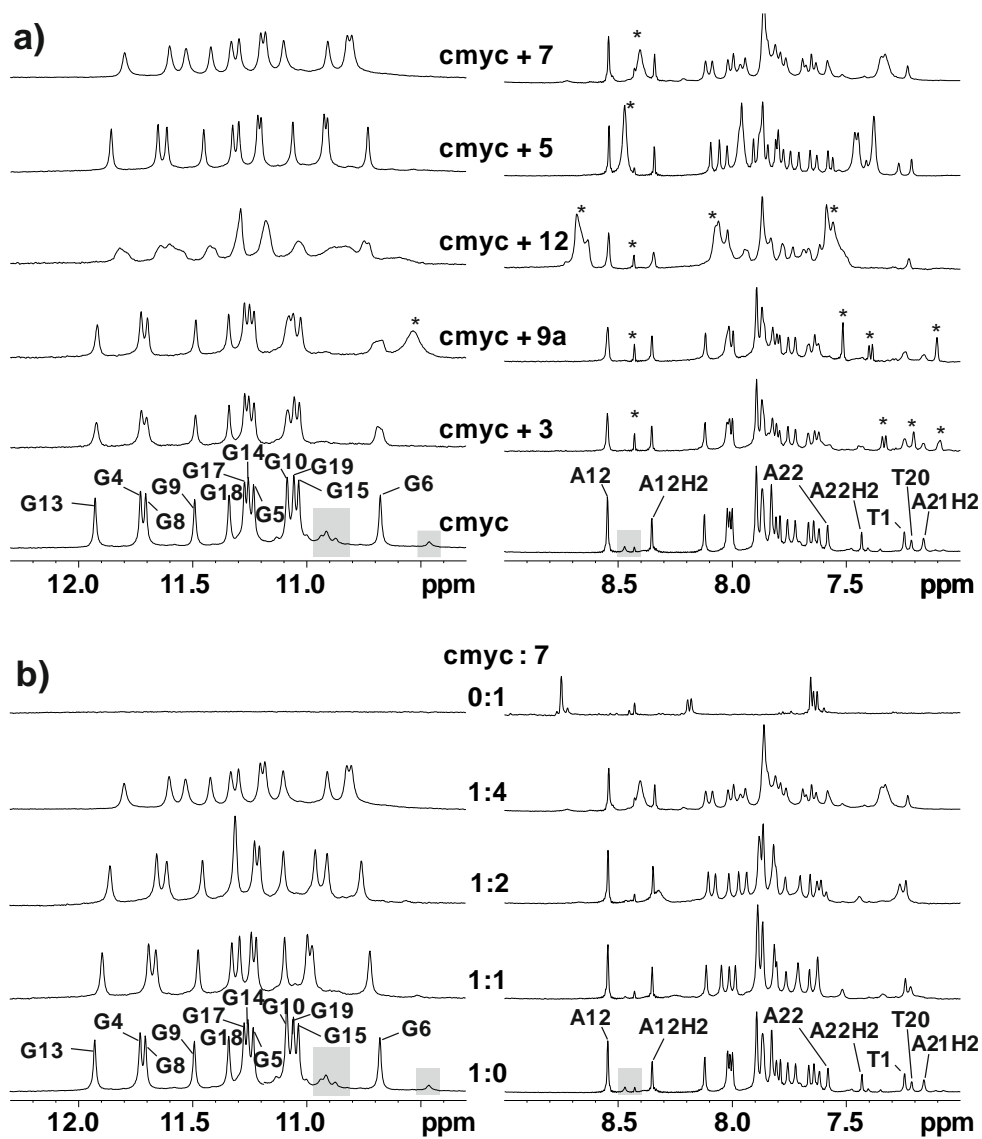 a)
cmyc + 7
*
cmyc + 5
*
cmyc + 12
* * * *
cmyc + 9a
* * * * *
cmyc + 3
* * * * *
G13 G4 G8 G9 G18 G17 G14 G5 G10 G19 G15 G6
cmyc
A12 A12H2 A22 A22H2 T1 T20 A21H2
12.0 11.5 11.0 ppm 8.5 8.0 7.5 ppm
b)
cmyc : 7
0:1
1:4
1:2
1:1
G13 G4 G8 G9 G18 G17 G14 G5 G10 G19 G15 G6
1:0
A12 A12H2 A22 A22H2 T1 T20 A21H2
12.0 11.5 11.0 ppm 8.5 8.0 7.5 ppm